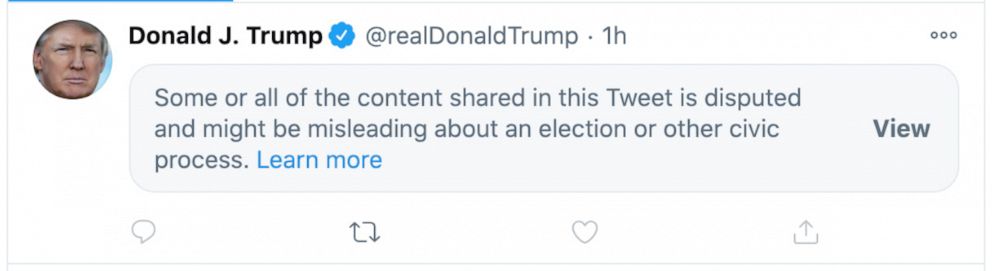 Donald J. Trump @realDonaldTrump · 1h
Some or all of the content shared in this Tweet is disputed
and might be misleading about an election or other civic View
process. Learn more